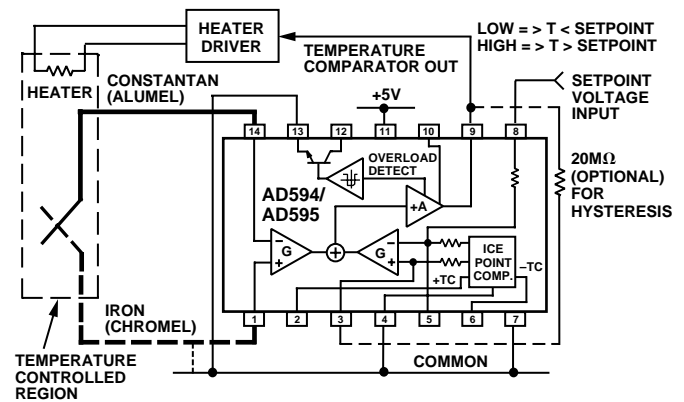 HEATER
DRIVER
LOW = > T < SETPOINT
HIGH = > T > SETPOINT
TEMPERATURE
COMPARATOR OUT
HEATER
CONSTANTAN
(ALUMEL)
+5V
SETPOINT
VOLTAGE
INPUT
14
13
12
11
10
9
8
20MΩ
(OPTIONAL)
FOR
HYSTERESIS
OVERLOAD
DETECT
AD594/
AD595
+A
–
G
+
+
G
–
+
ICE
POINT
COMP.
–TC
+TC
IRON
(CHROMEL)
1
2
3
4
5
6
7
COMMON
TEMPERATURE
CONTROLLED
REGION